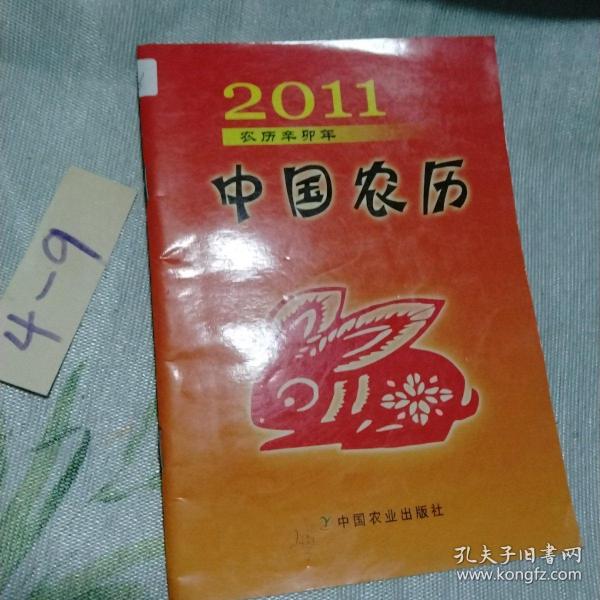 2011
农历辛卯年
中国农历
4-9
中国农业出版社
孔夫子旧书网
www.kongfz.com